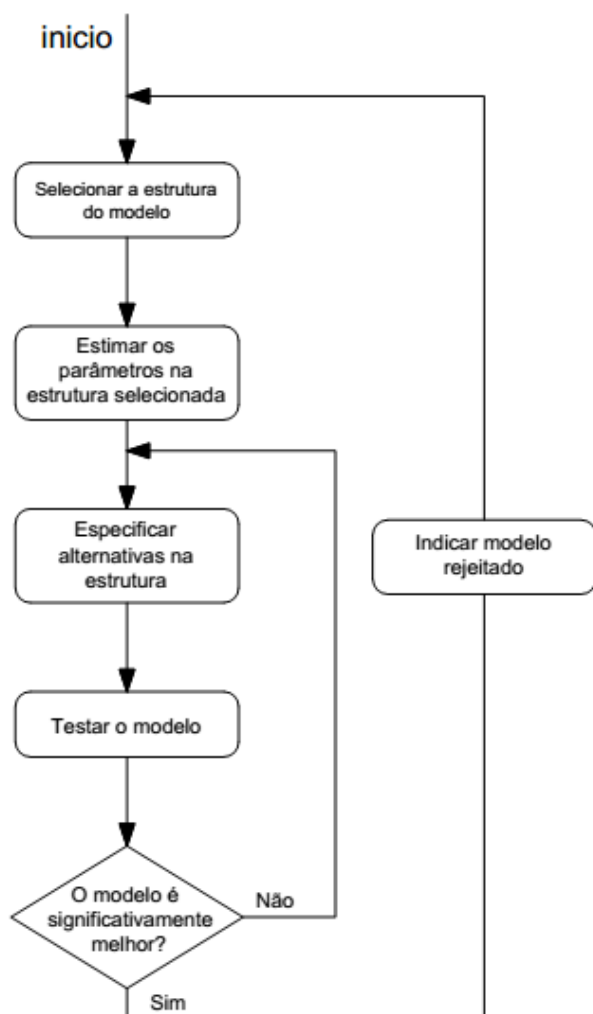 inicio
Selecionar a estrutura
do modelo
Estimar os
parâmetros na
estrutura selecionada
Especificar
alternativas na
estrutura
Indicar modelo
rejeitado
Testar o modelo
O modelo é
significativamente
melhor?
Não
Sim